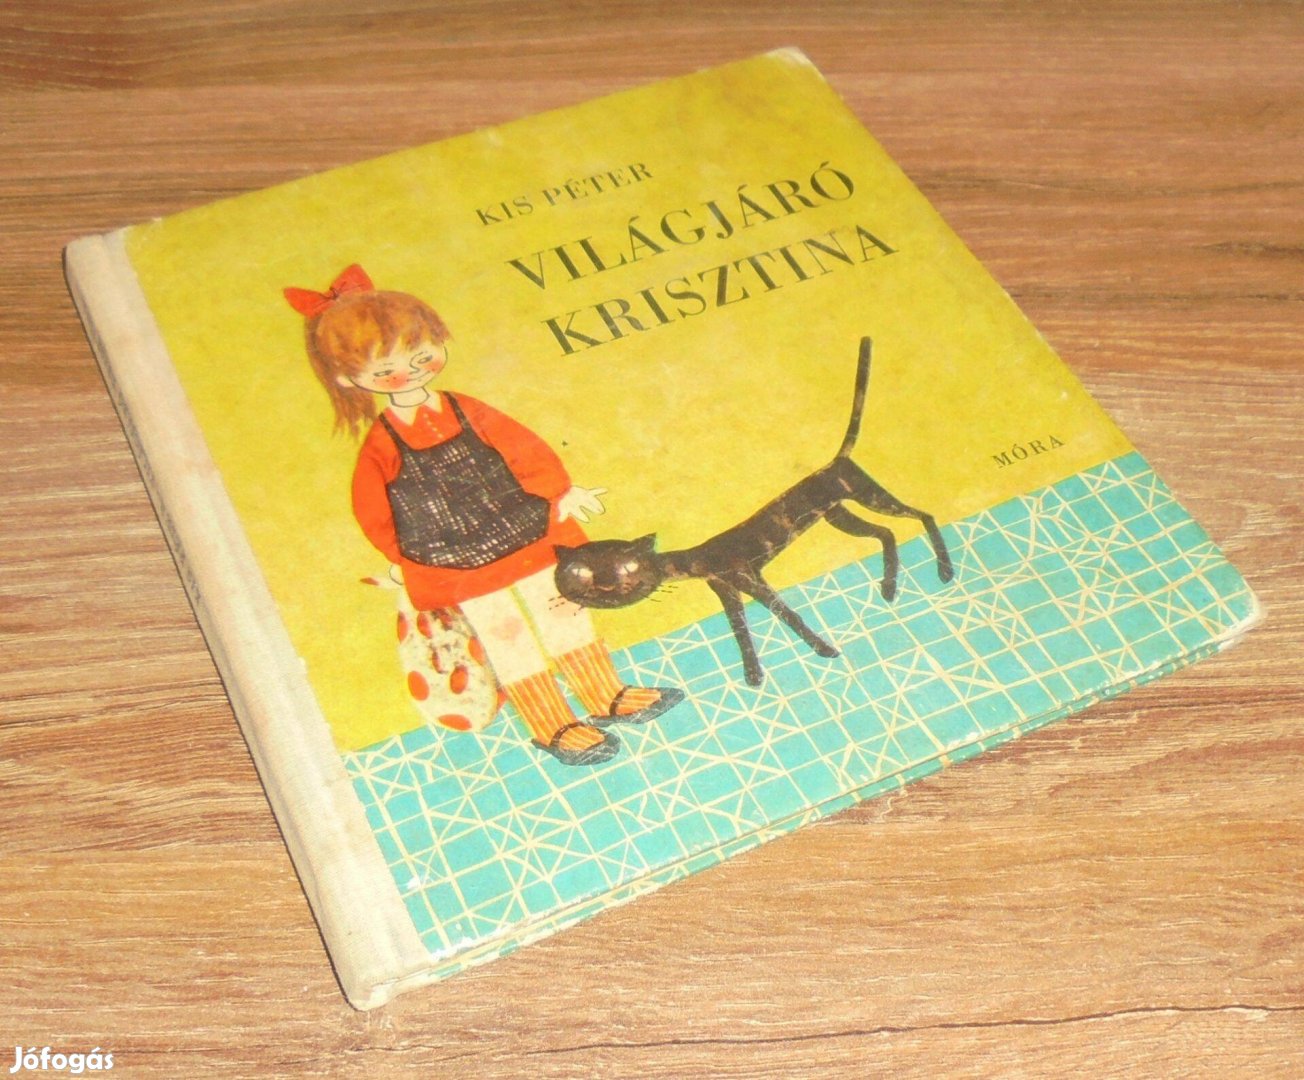 KIS PÉTER
VILÁGJÁRÓ
KRISZTINA
MÓRA
Jófogás